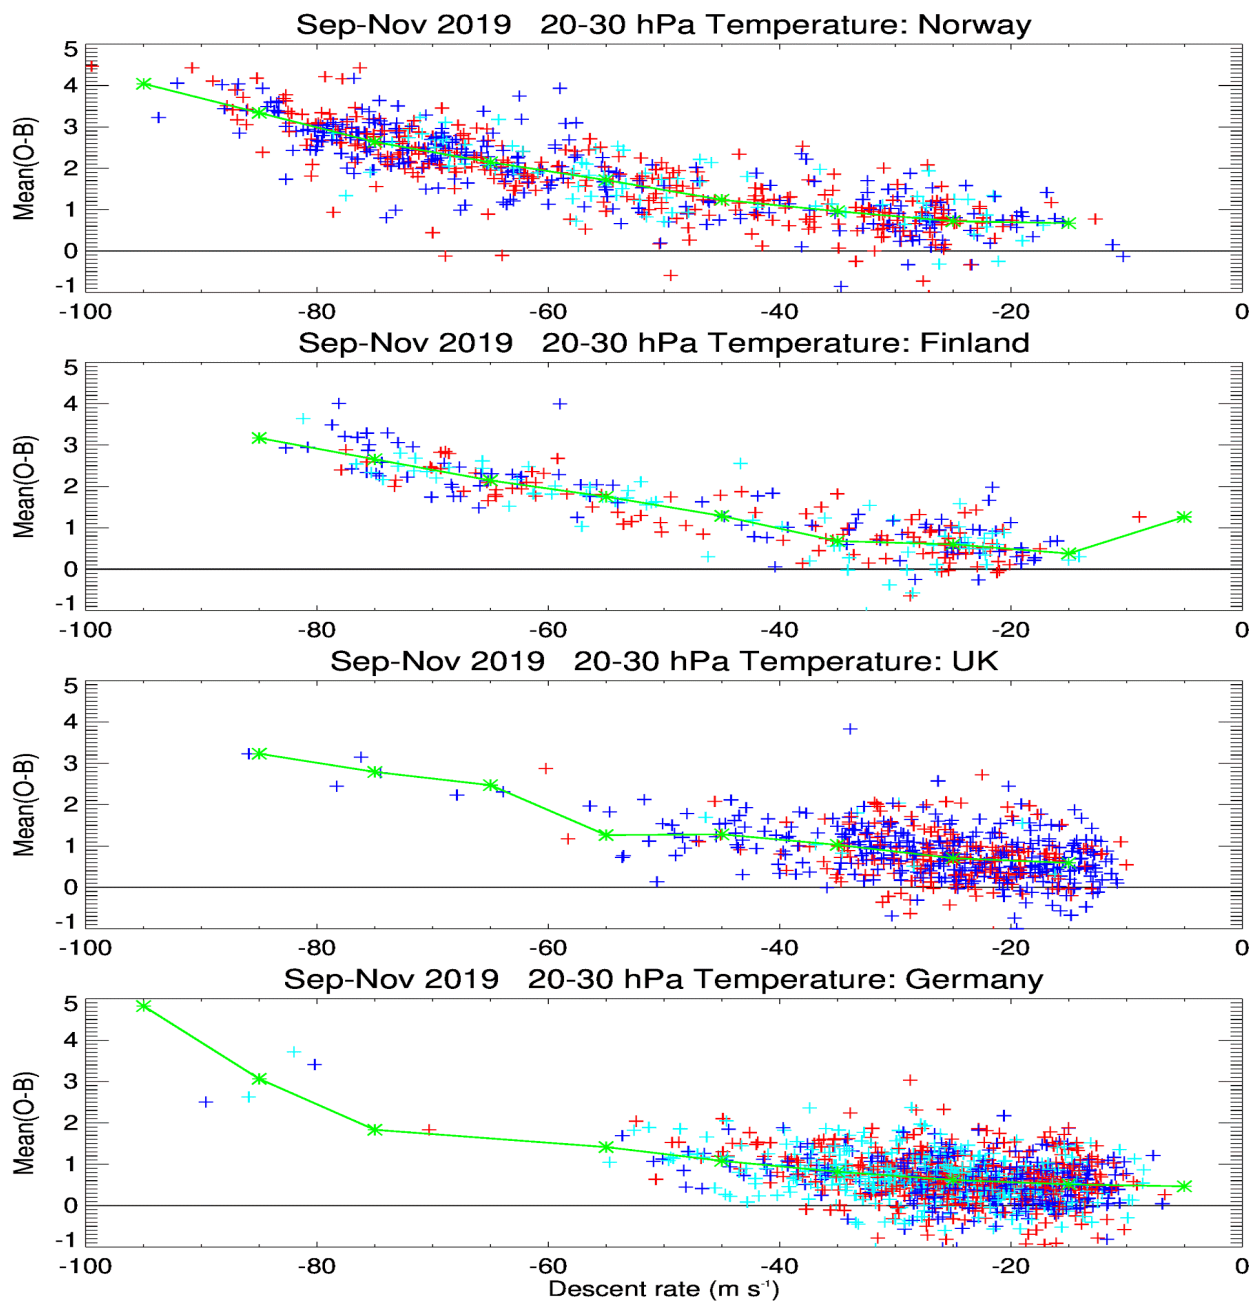 Sep-Nov 2019 20-30 hPa Temperature: Norway
Mean(O-B)
5
4
3
2
1
0
-1
-100 -80 -60 -40 -20 0
Sep-Nov 2019 20-30 hPa Temperature: Finland
Mean(O-B)
5
4
3
2
1
0
-1
-100 -80 -60 -40 -20 0
Sep-Nov 2019 20-30 hPa Temperature: UK
Mean(O-B)
5
4
3
2
1
0
-1
-100 -80 -60 -40 -20 0
Sep-Nov 2019 20-30 hPa Temperature: Germany
Mean(O-B)
5
4
3
2
1
0
-1
-100 -80 -60 -40 -20 0
Descent rate (m s⁻¹)